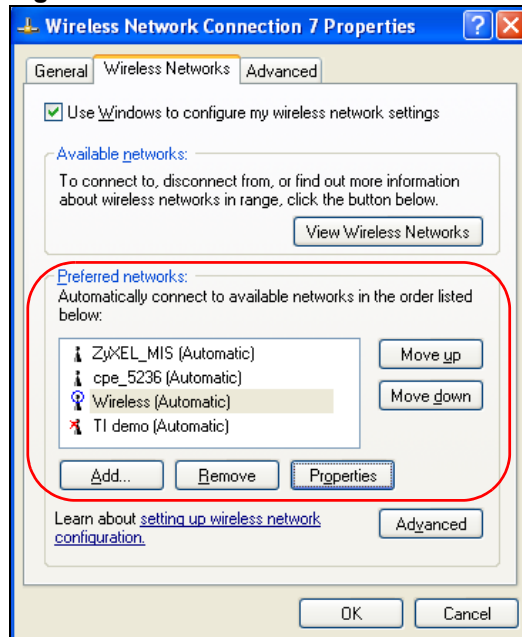 Wireless Network Connection 7 Properties
General Wireless Networks Advanced
Use Windows to configure my wireless network settings
Available networks:
To connect to, disconnect from, or find out more information
about wireless networks in range, click the button below.
View Wireless Networks
Preferred networks:
Automatically connect to available networks in the order listed
below:
ZyXEL_MIS (Automatic)
cpe_5236 (Automatic)
Wireless (Automatic)
TI demo (Automatic)
Move up
Move down
Add... Remove Properties
Learn about setting up wireless network
configuration.
Advanced
OK Cancel